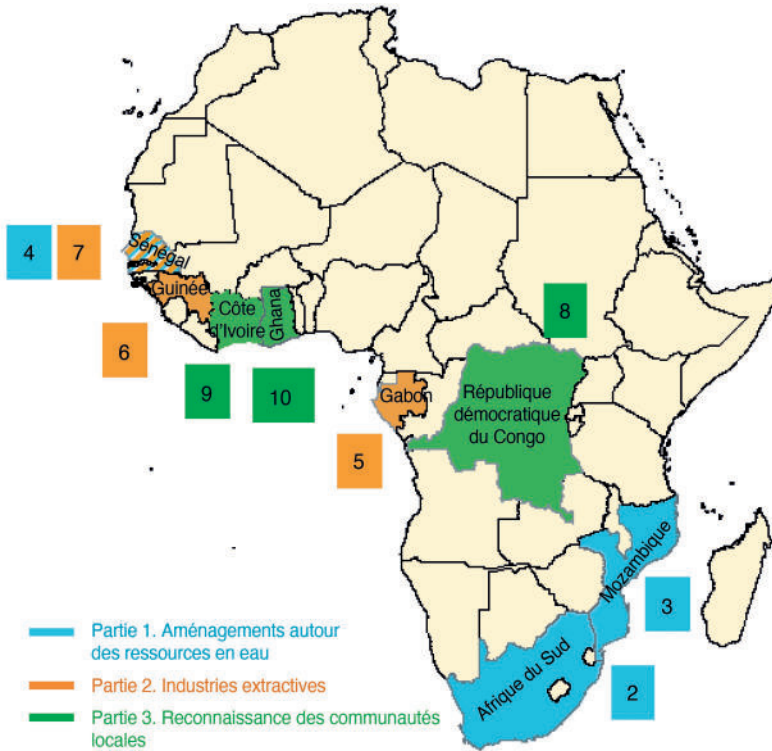 4
7
Sénégal
Guinée
6
Côte
d'Ivoire
Ghana
9
10
8
Gabon
5
République
démocratique
du Congo
Mozambique
3
Afrique du Sud
2
Partie 1. Aménagements autour
des ressources en eau
Partie 2. Industries extractives
Partie 3. Reconnaissance des communautés
locales